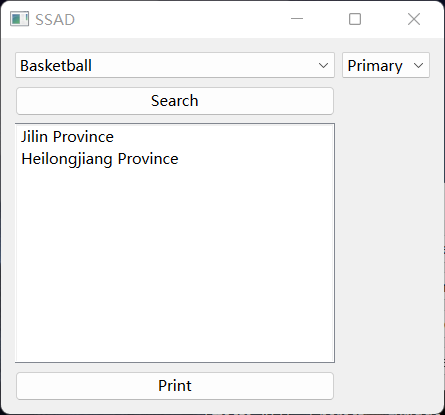 SSAD
Basketball
Primary
Search
Jilin Province
Heilongjiang Province
Print